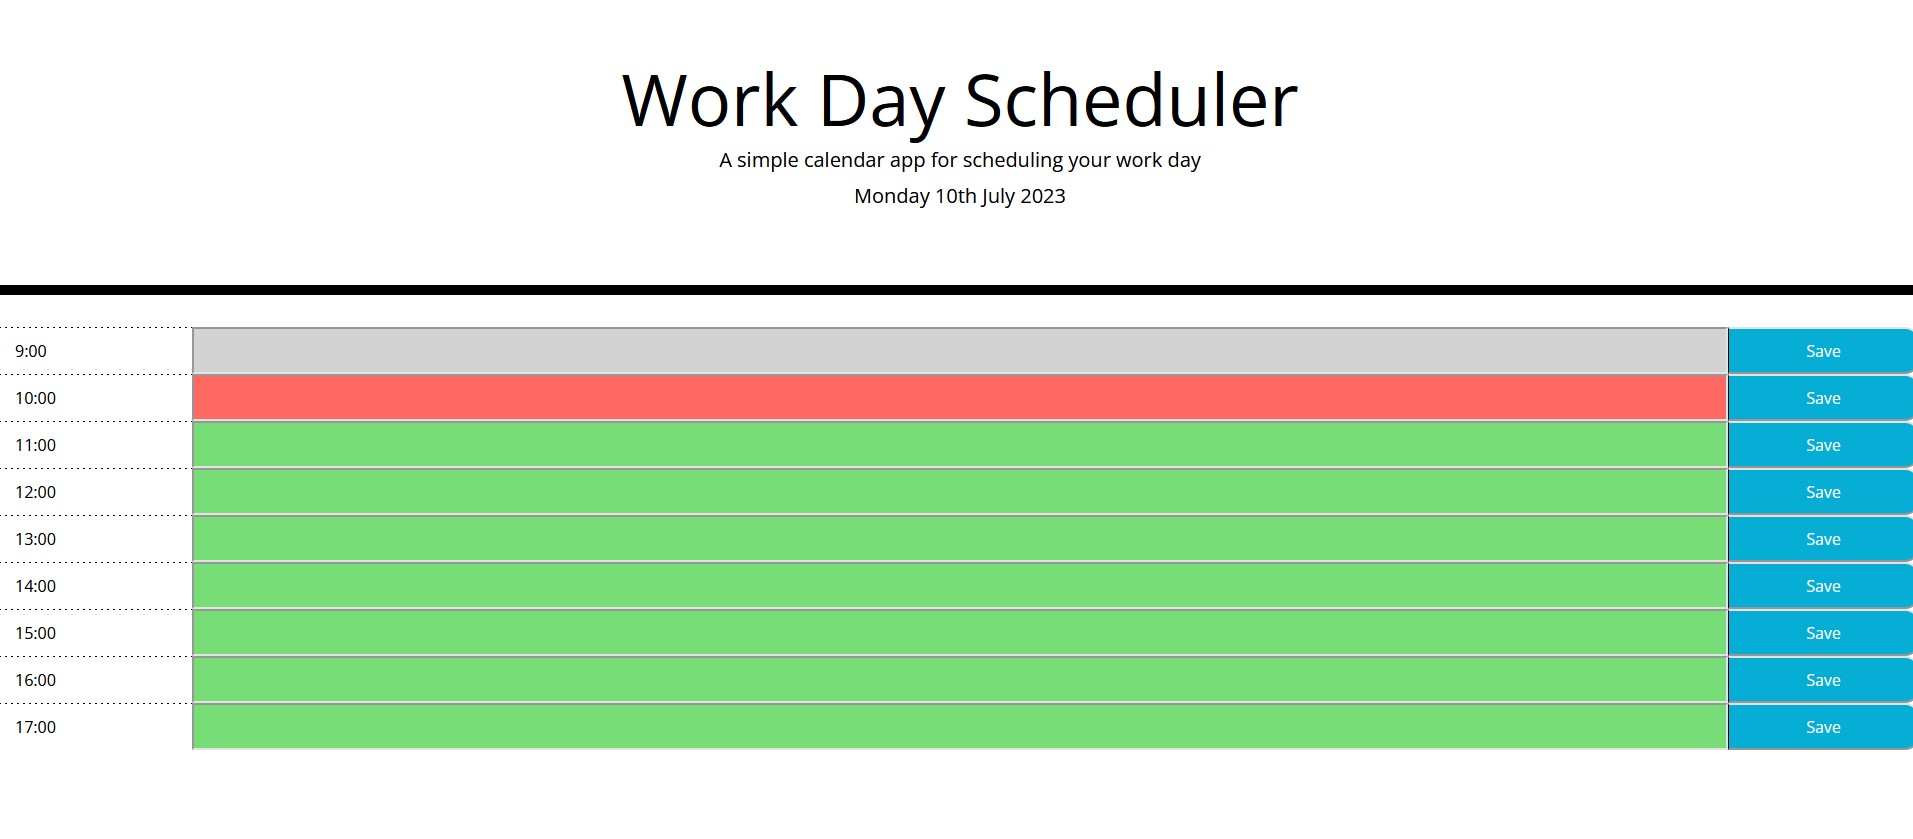 Work Day Scheduler
A simple calendar app for scheduling your work day
Monday 10th July 2023
9:00 Save
10:00 Save
11:00 Save
12:00 Save
13:00 Save
14:00 Save
15:00 Save
16:00 Save
17:00 Save